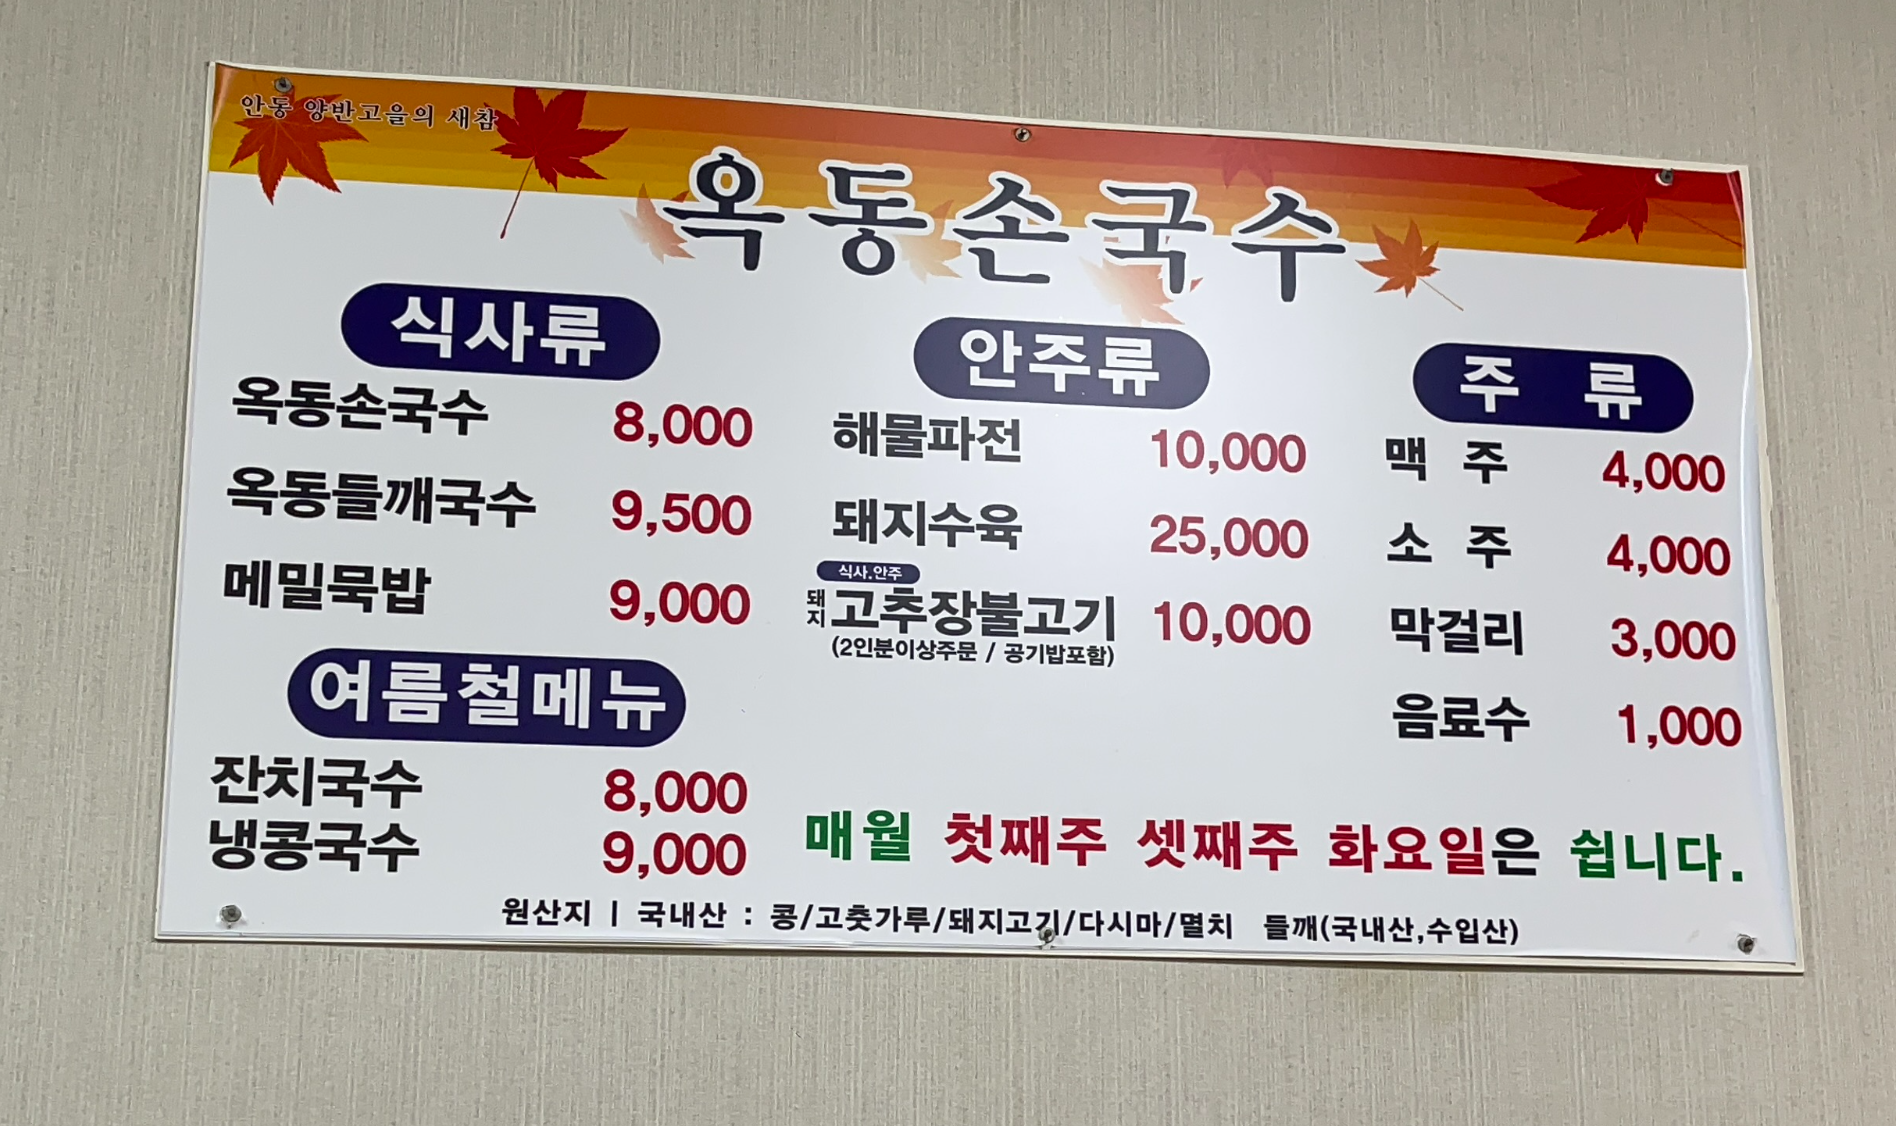 안동 양반고을의 새참
옥동손국수
식사류
옥동손국수 8,000
옥동들깨국수 9,500
메밀묵밥 9,000
여름철메뉴
잔치국수 8,000
냉콩국수 9,000
안주류
해물파전 10,000
돼지수육 25,000
식사.안주
돼지 고추장불고기 10,000
(2인분이상주문 / 공기밥포함)
주 류
맥 주 4,000
소 주 4,000
막걸리 3,000
음료수 1,000
매월 첫째주 셋째주 화요일은 쉽니다.
원산지 | 국내산 : 콩/고춧가루/돼지고기/다시마/멸치 들깨(국내산,수입산)